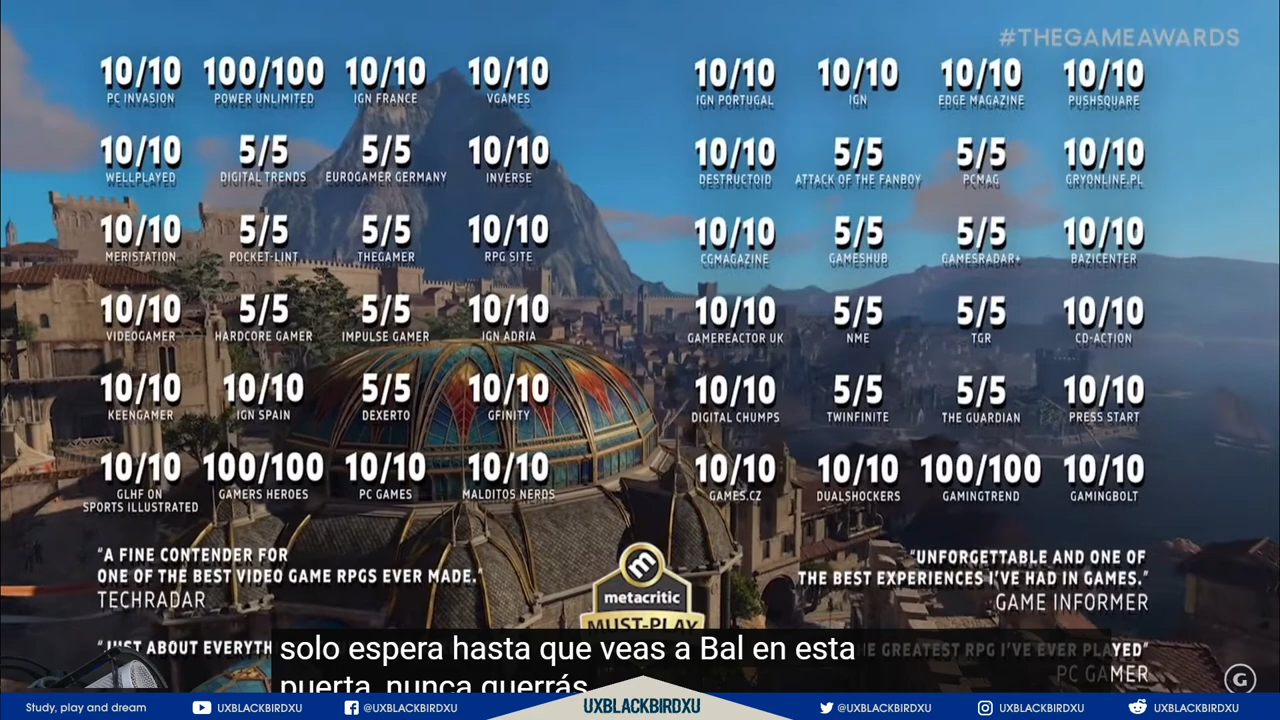 #THEGAMEAWARDS
10/10 100/100 10/10 10/10
PC INVASION POWER UNLIMITED IGN FRANCE VGAMES
10/10 5/5 5/5 10/10
WELLPLAYED DIGITAL TRENDS EUROGAMER GERMANY INVERSE
10/10 5/5 5/5 10/10
MERISTATION POCKET-LINT THEGAMER RPG SITE
10/10 5/5 5/5 10/10
VIDEOGAMER HARDCORE GAMER IMPULSE GAMER IGN ADRIA
10/10 10/10 5/5 10/10
KEENGAMER IGN SPAIN DEXERTO GFINITY
10/10 100/100 10/10 10/10
GLHF ON GAMERS HEROES PC GAMES MALDITOS NERDS
SPORTS ILLUSTRATED
10/10 10/10 10/10 10/10
IGN PORTUGAL IGN EDGE MAGAZINE PUSHSQUARE
10/10 5/5 5/5 10/10
DESTRUCTOID ATTACK OF THE FANBOY PCMAG GRYONLINE.PL
10/10 5/5 5/5 10/10
CGMAGAZINE GAMESHUB GAMESRADAR+ BAZICENTER
10/10 5/5 5/5 10/10
GAMEREACTOR UK NME TGR CD-ACTION
10/10 5/5 5/5 10/10
DIGITAL CHUMPS TWINFINITE THE GUARDIAN PRESS START
10/10 10/10 100/100 10/10
GAMES.CZ DUALSHOCKERS GAMINGTREND GAMINGBOLT
"A FINE CONTENDER FOR
ONE OF THE BEST VIDEO GAME RPGS EVER MADE."
TECHRADAR
"JUST ABOUT EVERYTH
m
metacritic
MUST-PLAY
"UNFORGETTABLE AND ONE OF
THE BEST EXPERIENCES I'VE HAD IN GAMES."
GAME INFORMER
E GREATEST RPG I'VE EVER PLAYED"
PC GAMER
solo espera hasta que veas a Bal en esta
puerta, nunca querrás
G
Study, play and dream UXBLACKBIRDXU @UXBLACKBIRDXU UXBLACKBIRDXU @UXBLACKBIRDXU UXBLACKBIRDXU UXBLACKBIRDXU